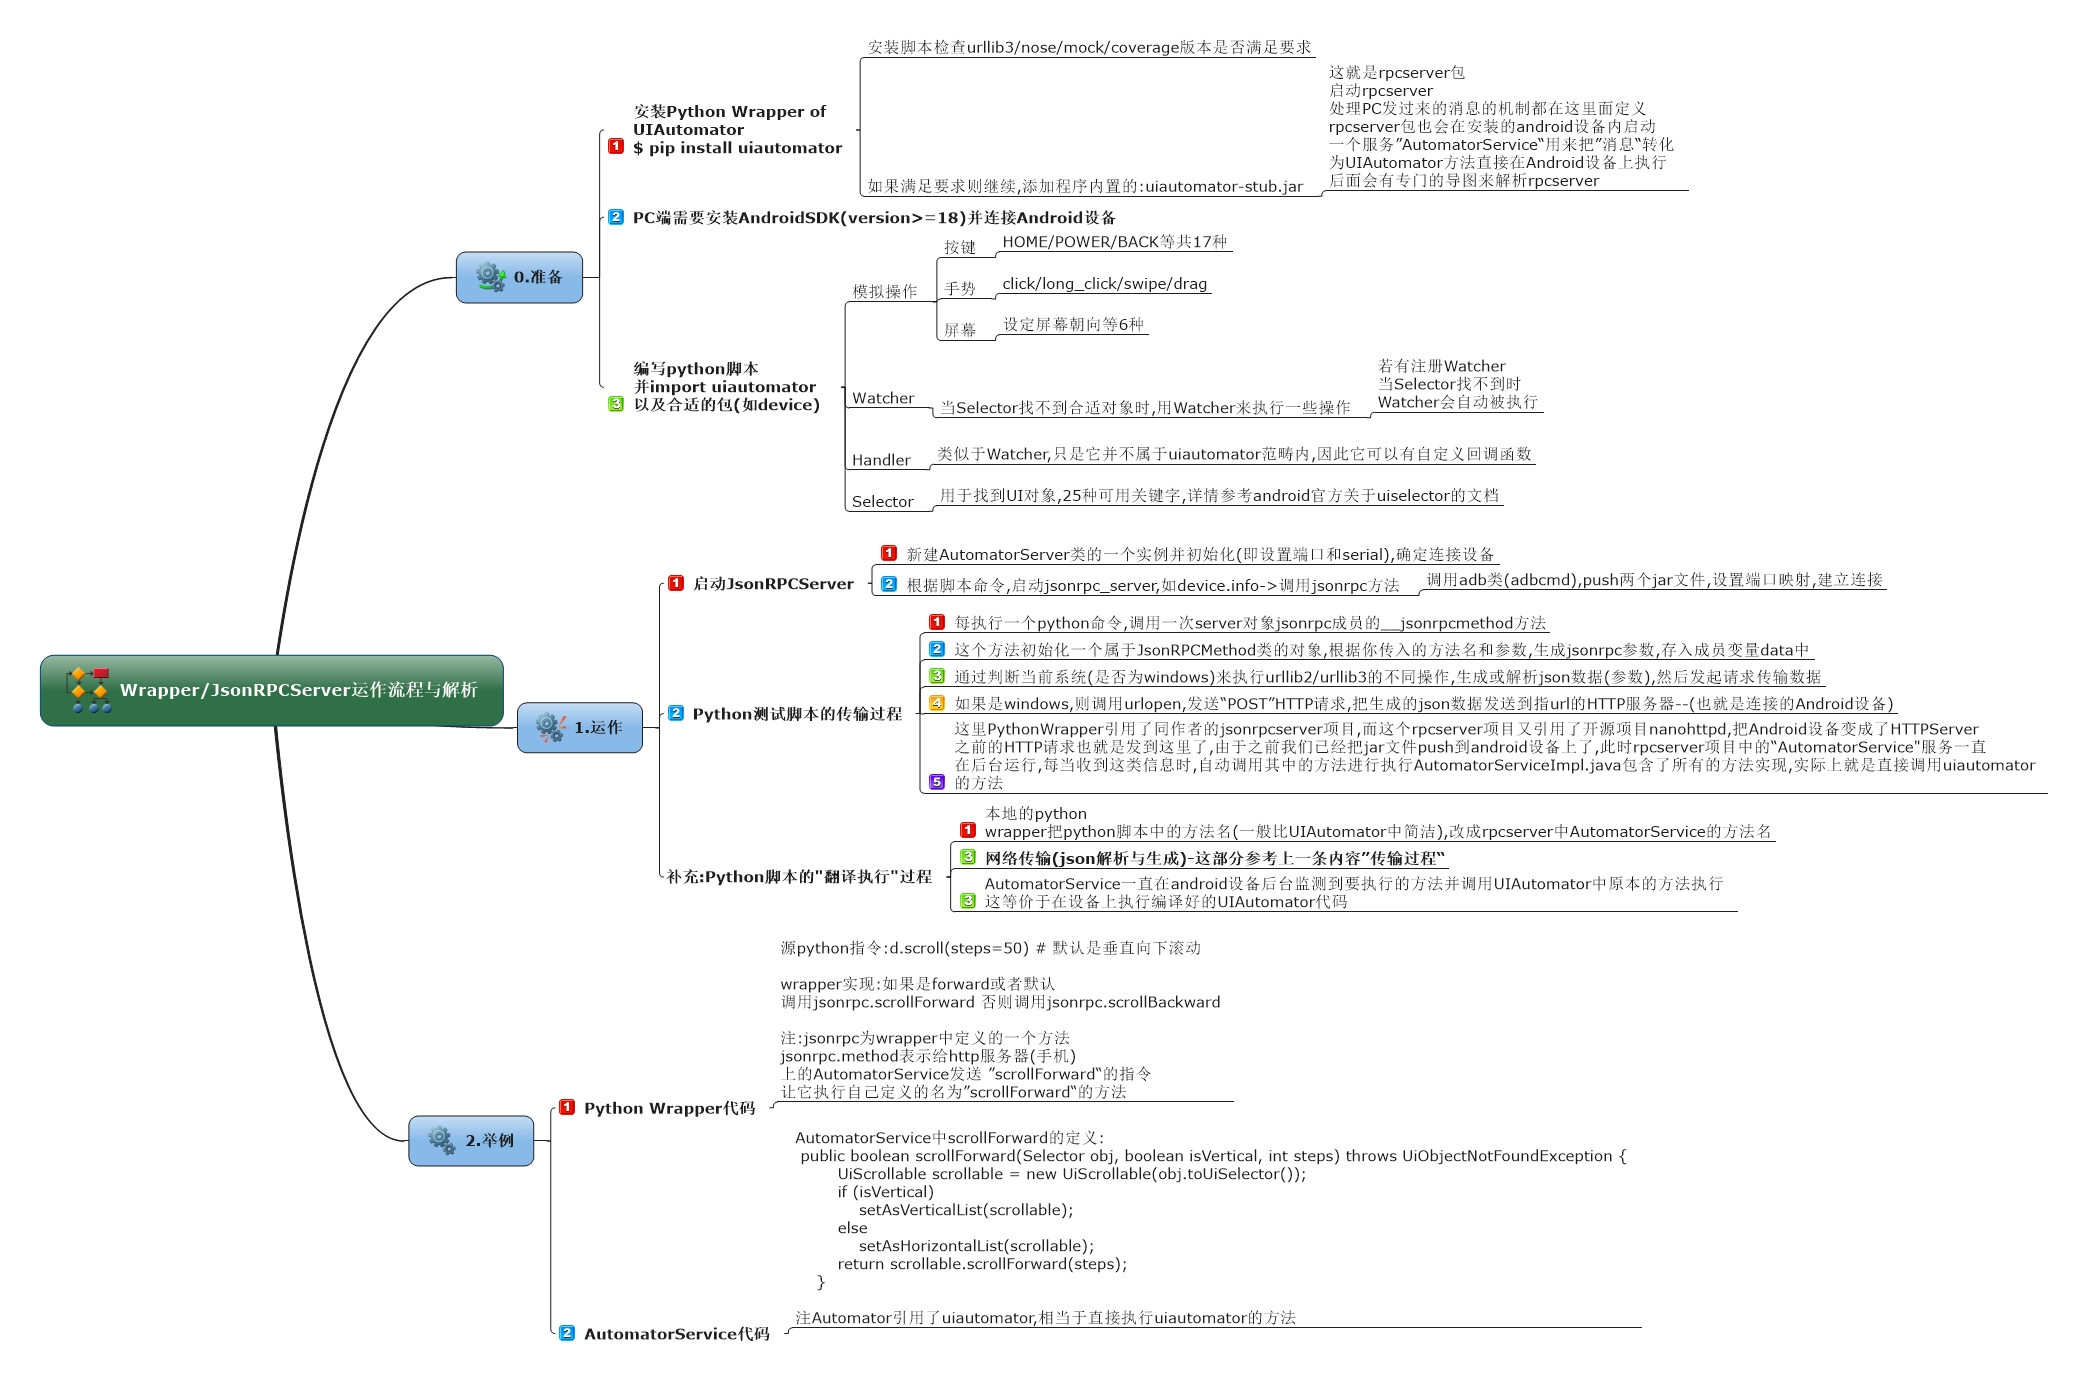 Wrapper/JsonRPCServer运作流程与解析
0.准备
1
安装Python Wrapper of
UIAutomator
$ pip install uiautomator
安装脚本检查urllib3/nose/mock/coverage版本是否满足要求
如果满足要求则继续,添加程序内置的:uiautomator-stub.jar
这就是rpcserver包
启动rpcserver
处理PC发过来的消息的机制都在这里面定义
rpcserver包也会在安装的android设备内启动
一个服务”AutomatorService“用来把”消息“转化
为UIAutomator方法直接在Android设备上执行
后面会有专门的导图来解析rpcserver
2 PC端需要安装AndroidSDK(version>=18)并连接Android设备
3
编写python脚本
并import uiautomator
以及合适的包(如device)
模拟操作
按键
HOME/POWER/BACK等共17种
手势
click/long_click/swipe/drag
屏幕
设定屏幕朝向等6种
Watcher
当Selector找不到合适对象时,用Watcher来执行一些操作
若有注册Watcher
当Selector找不到时
Watcher会自动被执行
Handler
类似于Watcher,只是它并不属于uiautomator范畴内,因此它可以有自定义回调函数
Selector
用于找到UI对象,25种可用关键字,详情参考android官方关于uiselector的文档
1.运作
1 启动JsonRPCServer
1 新建AutomatorServer类的一个实例并初始化(即设置端口和serial),确定连接设备
2 根据脚本命令,启动jsonrpc_server,如device.info->调用jsonrpc方法
调用adb类(adbcmd),push两个jar文件,设置端口映射,建立连接
2 Python测试脚本的传输过程
1 每执行一个python命令,调用一次server对象jsonrpc成员的__jsonrpcmethod方法
2 这个方法初始化一个属于JsonRPCMethod类的对象,根据你传入的方法名和参数,生成jsonrpc参数,存入成员变量data中
3 通过判断当前系统(是否为windows)来执行urllib2/urllib3的不同操作,生成或解析json数据(参数),然后发起请求传输数据
4 如果是windows,则调用urlopen,发送“POST”HTTP请求,把生成的json数据发送到指url的HTTP服务器--(也就是连接的Android设备)
5
这里PythonWrapper引用了同作者的jsonrpcserver项目,而这个rpcserver项目又引用了开源项目nanohttpd,把Android设备变成了HTTPServer
之前的HTTP请求也就是发到这里了,由于之前我们已经把jar文件push到android设备上了,此时rpcserver项目中的“AutomatorService"服务一直
在后台运行,每当收到这类信息时,自动调用其中的方法进行执行AutomatorServiceImpl.java包含了所有的方法实现,实际上就是直接调用uiautomator
的方法
补充:Python脚本的"翻译执行"过程
1
本地的python
wrapper把python脚本中的方法名(一般比UIAutomator中简洁),改成rpcserver中AutomatorService的方法名
3 网络传输(json解析与生成)-这部分参考上一条内容”传输过程“
3
AutomatorService一直在android设备后台监测到要执行的方法并调用UIAutomator中原本的方法执行
这等价于在设备上执行编译好的UIAutomator代码
2.举例
1 Python Wrapper代码
源python指令:d.scroll(steps=50) # 默认是垂直向下滚动
wrapper实现:如果是forward或者默认
调用jsonrpc.scrollForward 否则调用jsonrpc.scrollBackward
注:jsonrpc为wrapper中定义的一个方法
jsonrpc.method表示给http服务器(手机)
上的AutomatorService发送 ”scrollForward“的指令
让它执行自己定义的名为”scrollForward“的方法
2 AutomatorService代码
AutomatorService中scrollForward的定义:
public boolean scrollForward(Selector obj, boolean isVertical, int steps) throws UiObjectNotFoundException {
UiScrollable scrollable = new UiScrollable(obj.toUiSelector());
if (isVertical)
setAsVerticalList(scrollable);
else
setAsHorizontalList(scrollable);
return scrollable.scrollForward(steps);
}
注Automator引用了uiautomator,相当于直接执行uiautomator的方法